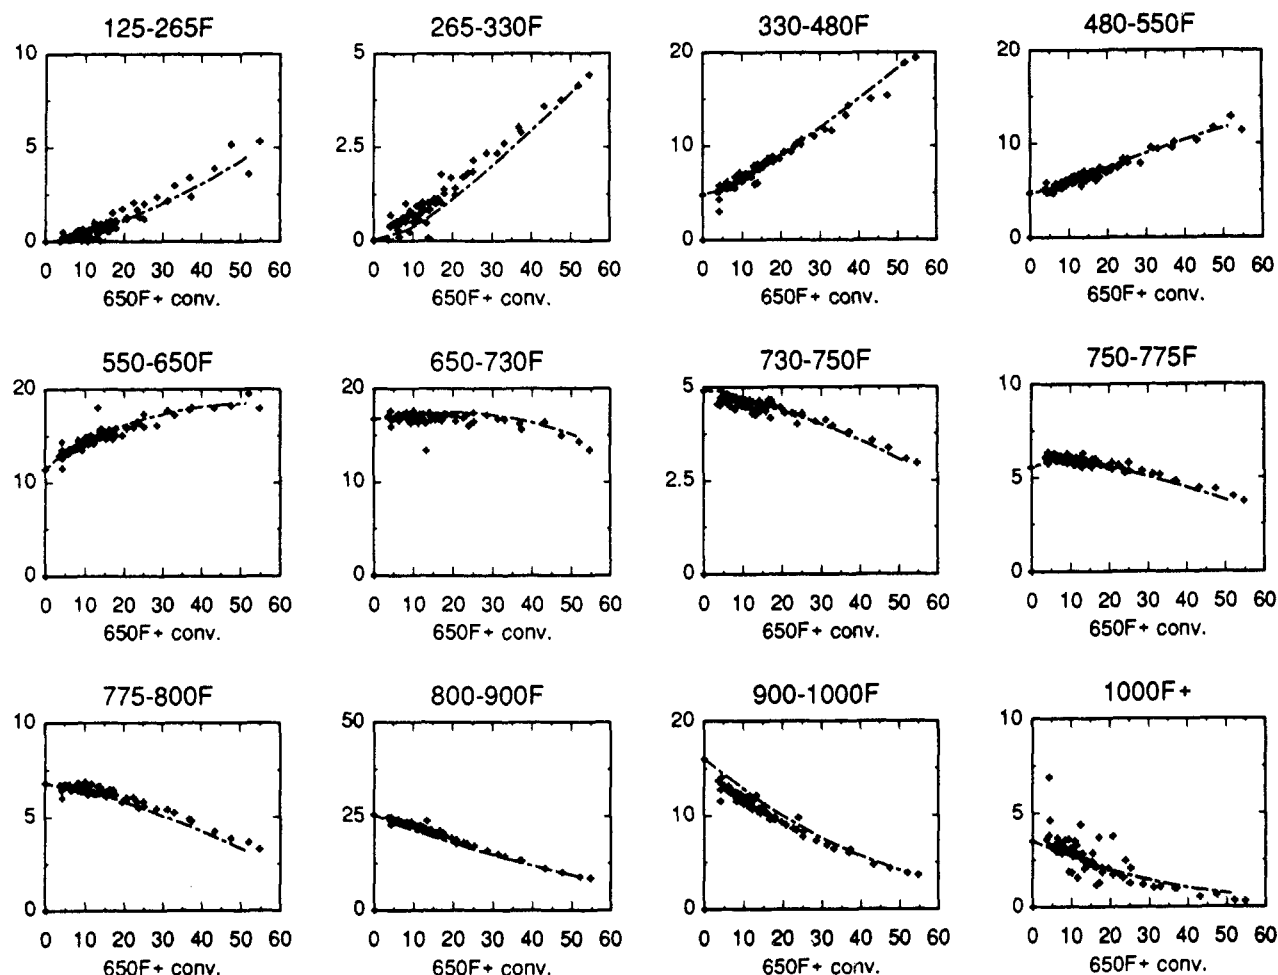 125-265F 265-330F 330-480F 480-550F
10 5 20 20
5 2.5 10 10
0 0 0 0
0 10 20 30 40 50 60 0 10 20 30 40 50 60 0 10 20 30 40 50 60 0 10 20 30 40 50 60
650F+ conv. 650F+ conv. 650F+ conv. 650F+ conv.
550-650F 650-730F 730-750F 750-775F
20 20 5 10
10 10 2.5 5
0 0 0 0
0 10 20 30 40 50 60 0 10 20 30 40 50 60 0 10 20 30 40 50 60 0 10 20 30 40 50 60
650F+ conv. 650F+ conv. 650F+ conv. 650F+ conv.
775-800F 800-900F 900-1000F 1000F+
10 50 20 10
5 25 10 5
0 0 0 0
0 10 20 30 40 50 60 0 10 20 30 40 50 60 0 10 20 30 40 50 60 0 10 20 30 40 50 60
650F+ conv. 650F+ conv. 650F+ conv. 650F+ conv.